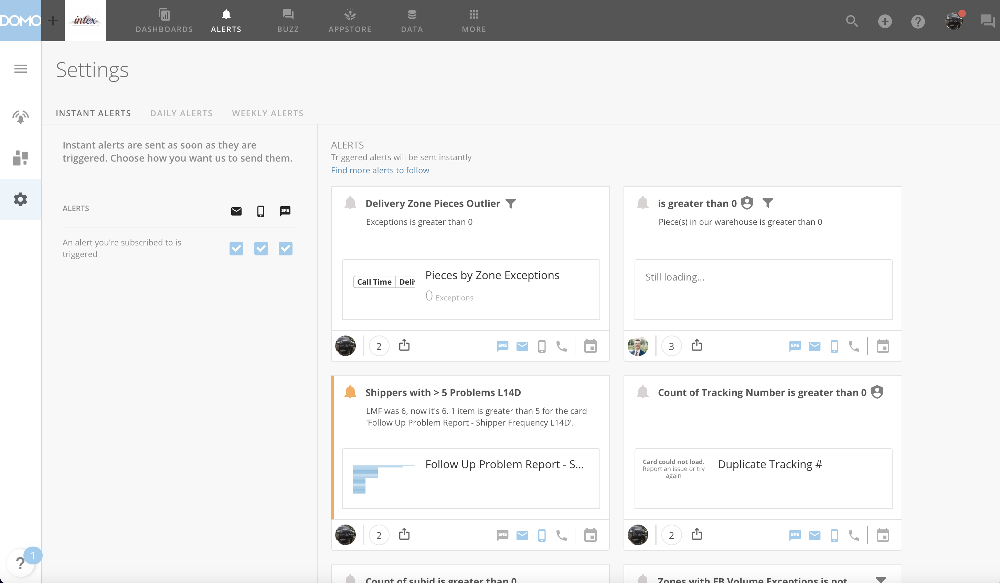 DOMO
intex
DASHBOARDS
ALERTS
BUZZ
APPSTORE
DATA
MORE
Settings
INSTANT ALERTS
DAILY ALERTS
WEEKLY ALERTS
Instant alerts are sent as soon as they are
triggered. Choose how you want us to send them.
ALERTS
SMS
An alert you're subscribed to is
triggered
ALERTS
Triggered alerts will be sent instantly
Find more alerts to follow
Delivery Zone Pieces Outlier
Exceptions is greater than 0
Call Time
Pieces by Zone Exceptions
0 Exceptions
2
SMS
is greater than 0
Piece(s) in our warehouse is greater than 0
Still loading...
3
SMS
Shippers with > 5 Problems L14D
LMF was 6, now it's 6. 1 item is greater than 5 for the card
'Follow Up Problem Report - Shipper Frequency L14D'.
Follow Up Problem Report - S...
2
SMS
Count of Tracking Number is greater than 0
Card could not load.
Report an issue or try
again
Duplicate Tracking #
2
SMS
Count of subid is greater than 0
Zones with FB Volume Exceptions is not
? 1